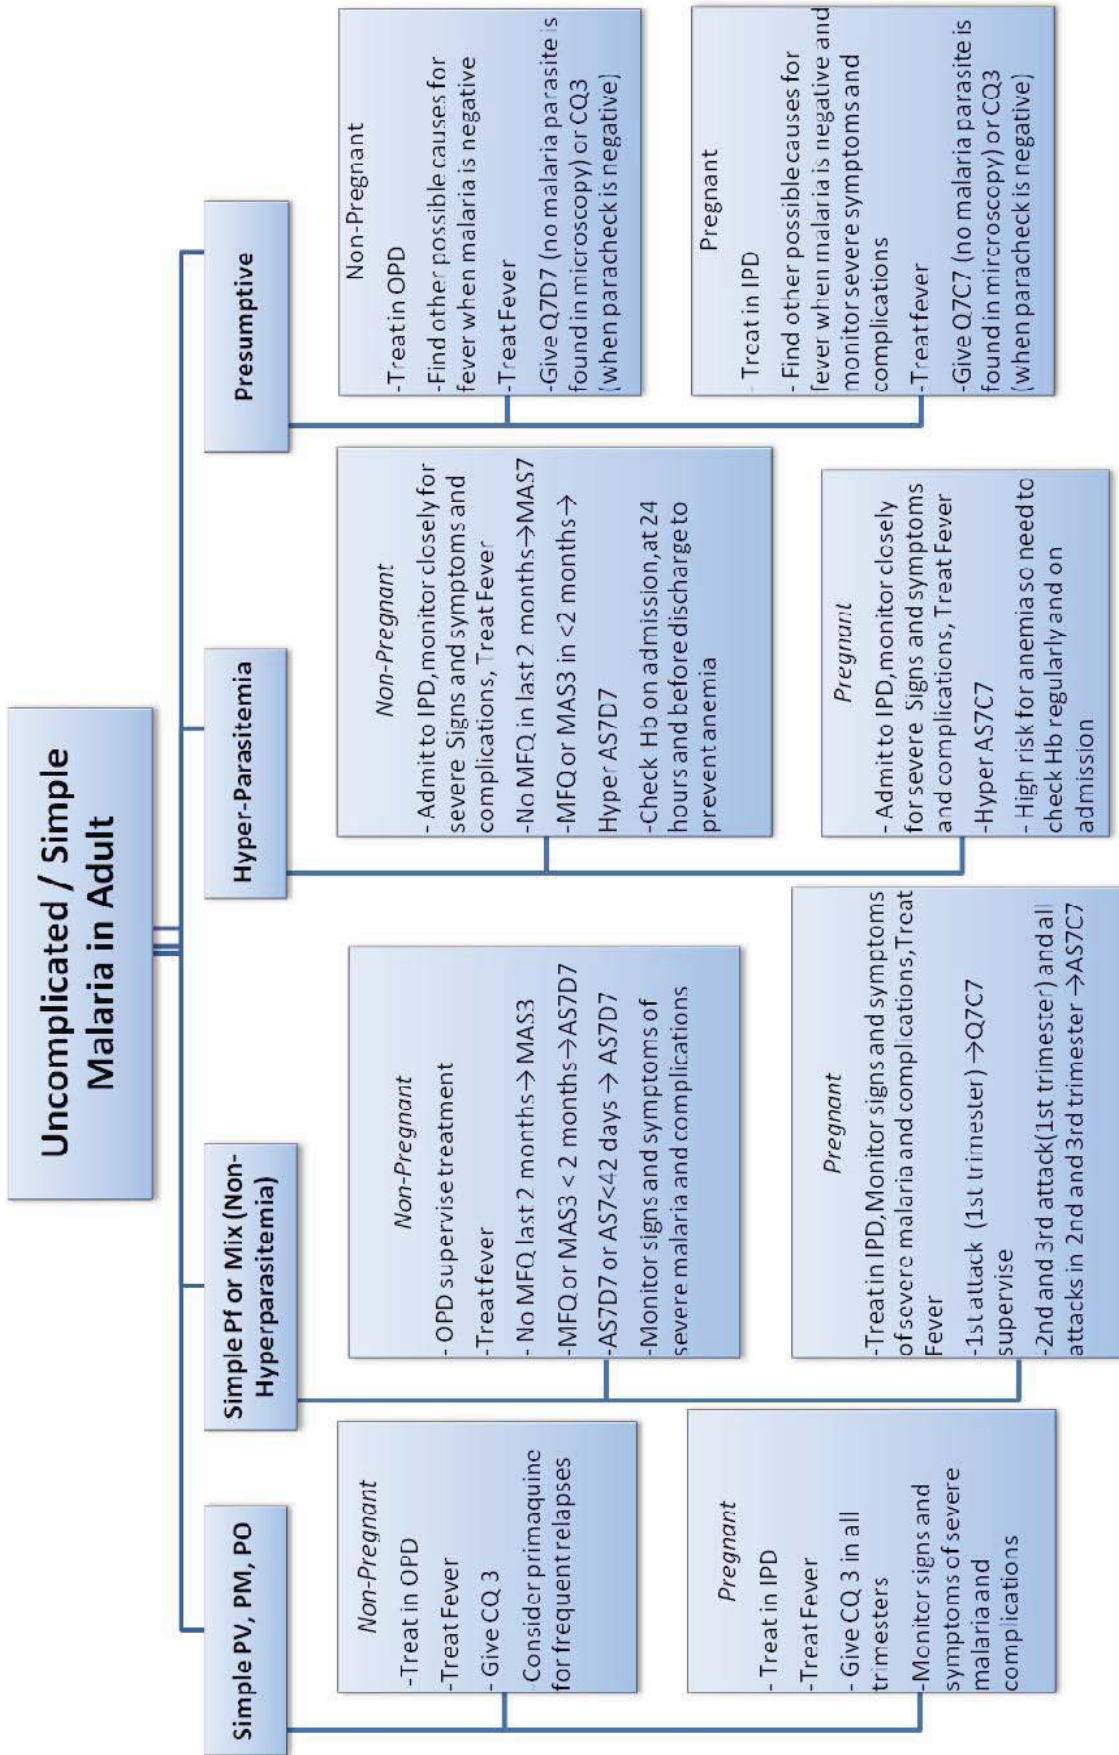 Uncomplicated / Simple
Malaria in Adult
Simple PV, PM, PO
Non-Pregnant
-Treat in OPD
-Treat Fever
- Give CQ 3
-Consider primaquine
for frequent relapses
Pregnant
- Treat in IPD
-Treat Fever
- Give CQ 3 in all
trimesters
-Monitor signs and
symptoms of severe
malaria and
complications
Simple Pf or Mix (Non-
Hyperparasitemia)
Non-Pregnant
- OPD supervise treatment
-Treat fever
- No MFQ last 2 months→MAS3
-MFQ or MAS3 < 2 months→AS7D7
-AS7D7 or AS7<42 days → AS7D7
-Monitor signs and symptoms of
severe malaria and complications
Pregnant
-Treat in IPD,Monitor signs and symptoms
of severe malaria and complications,Treat
Fever
-1st attack (1st trimester) →Q7C7
supervise
-2nd and 3rd attack(1st trimester) and all
attacks in 2nd and 3rd trimester →AS7C7
Hyper-Parasitemia
Non-Pregnant
- Admit to IPD,monitor closely for
severe Signs and symptoms and
complications, Treat Fever
-No MFQ in last 2 months→MAS7
-MFQ or MAS3 in <2 months→
Hyper AS7D7
-Check Hb on admission,at 24
hours and before discharge to
prevent anemia
Pregnant
- Admit to IPD,monitor closely
for severe Signs and symptoms
and complications, Treat Fever
-Hyper AS7C7
- High risk for anemia so need to
check Hb regularly and on
admission
Presumptive
Non-Pregnant
-Treat in OPD
-Find other possible causes for
fever when malaria is negative
-Treat Fever
-Give Q7D7 (no malaria parasite is
found in microscopy) or CQ3
(when paracheck is negative)
Pregnant
- Treat in IPD
- Find other possible causes for
fever when malaria is negative and
monitor severe symptoms and
complications
-Treat fever
-Give Q7C7 (no malaria parasite is
found in mircroscopy) or CQ3
(when paracheck is negative)